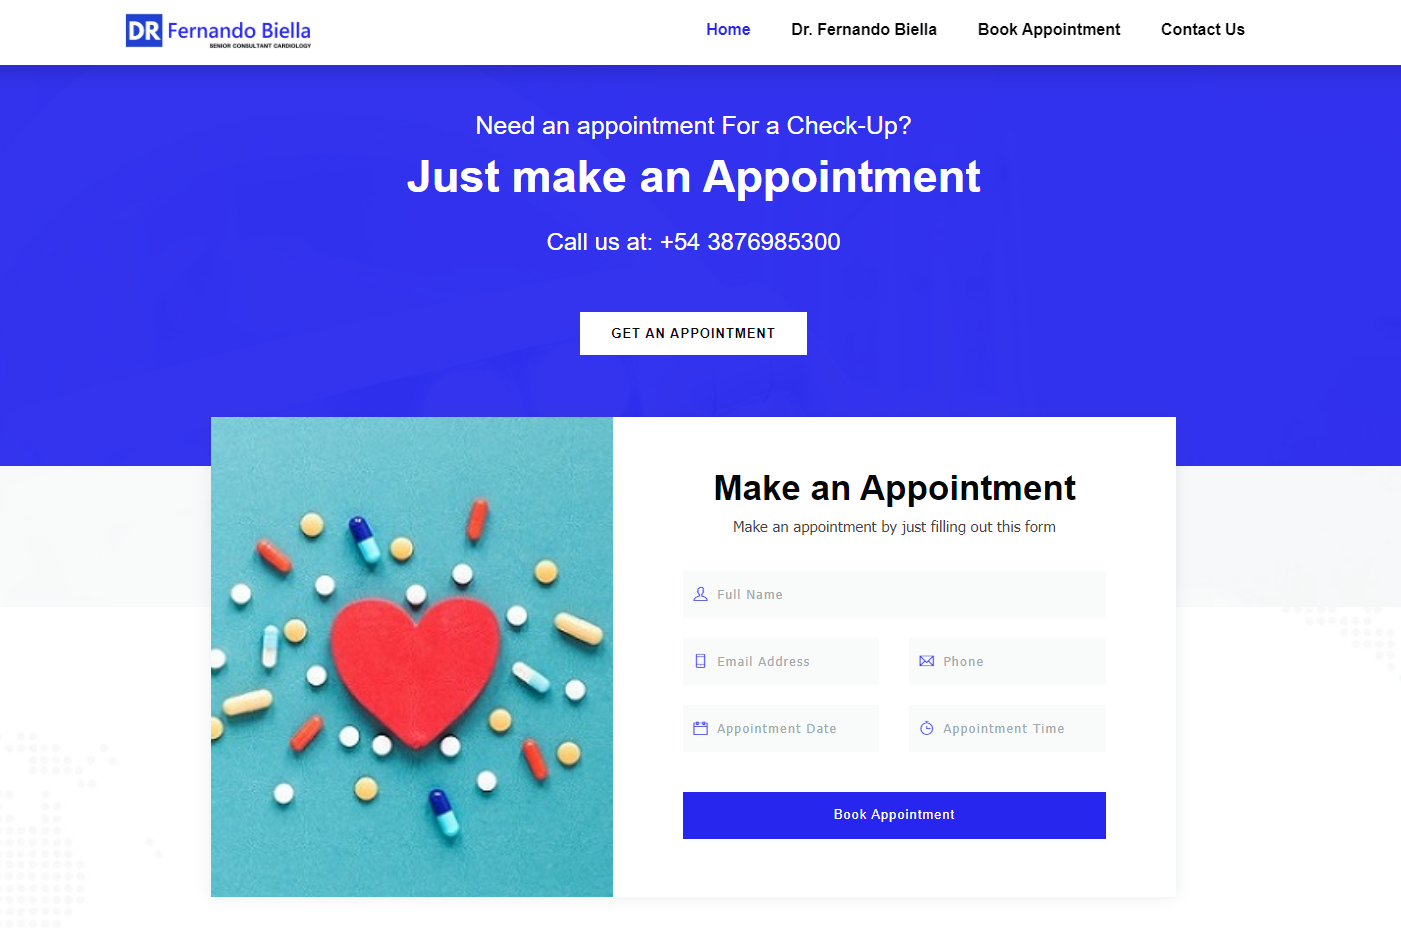 DR Fernando Biella
SENIOR CONSULTANT CARDIOLOGY
Home
Dr. Fernando Biella
Book Appointment
Contact Us
Need an appointment For a Check-Up?
Just make an Appointment
Call us at: +54 3876985300
GET AN APPOINTMENT
Make an Appointment
Make an appointment by just filling out this form
Full Name
Email Address
Phone
Appointment Date
Appointment Time
Book Appointment